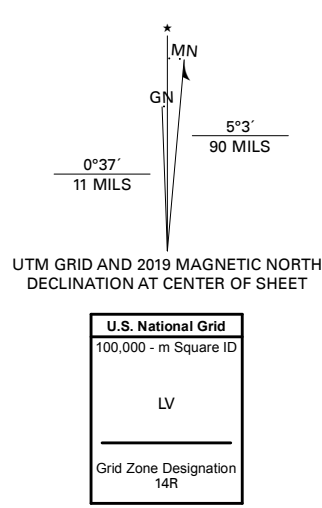 ★
MN
GN
5°3´
90 MILS
0°37´
11 MILS
UTM GRID AND 2019 MAGNETIC NORTH
DECLINATION AT CENTER OF SHEET
U.S. National Grid
100,000 - m Square ID
LV
Grid Zone Designation
14R